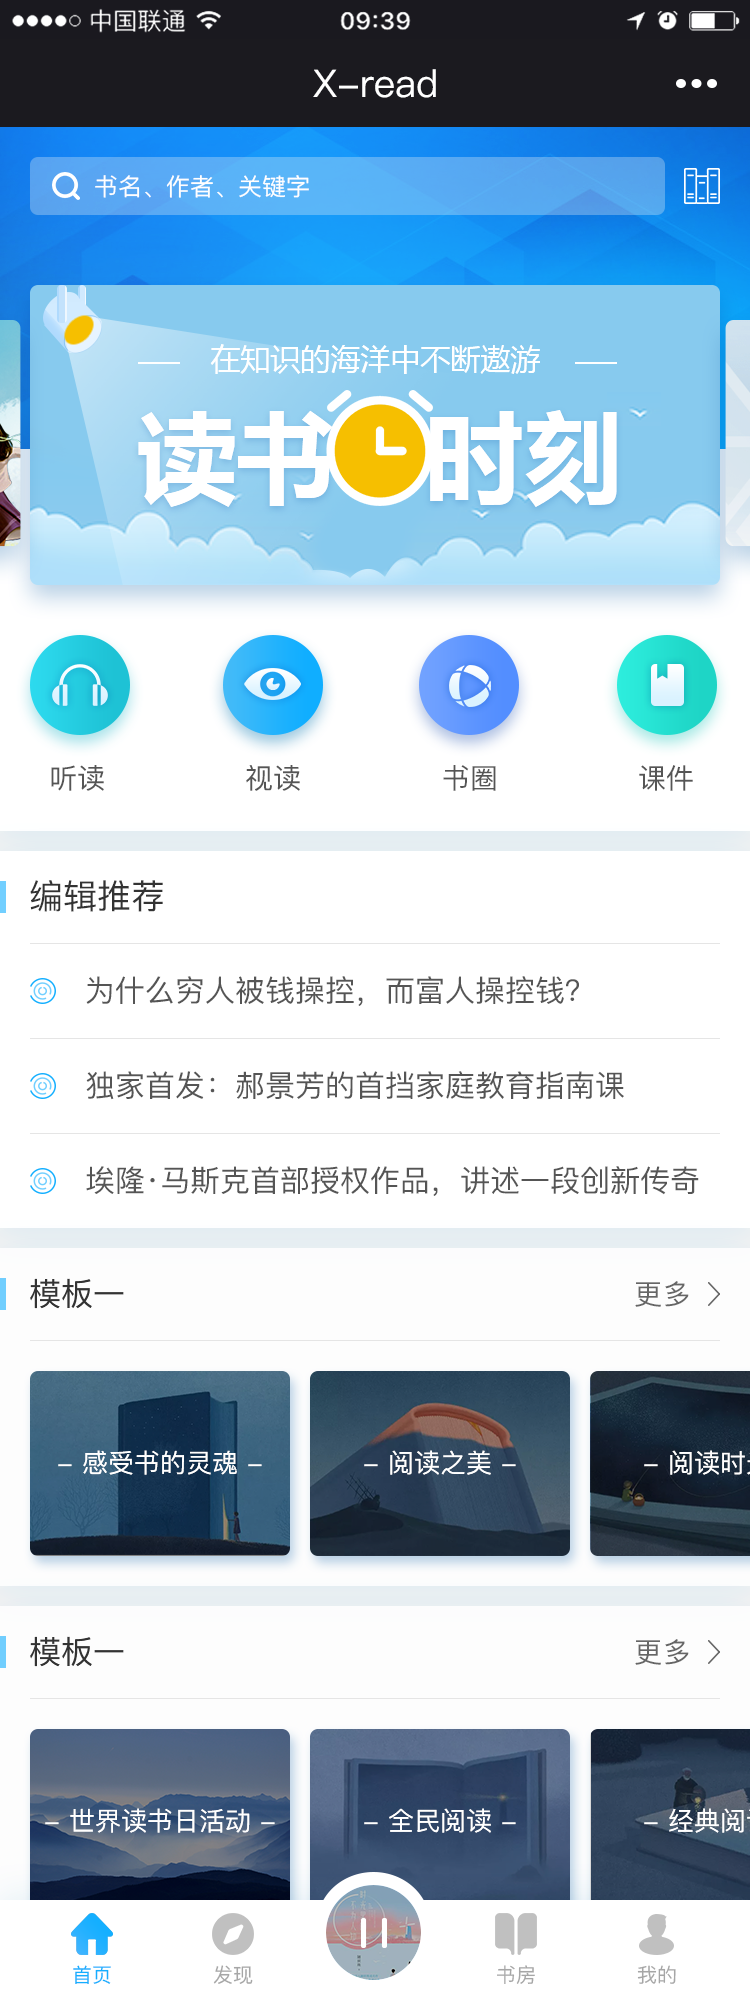 中国联通
09:39
X-read
书名、作者、关键字
在知识的海洋中不断遨游
读书时刻
听读
视读
书圈
课件
编辑推荐
为什么穷人被钱操控，而富人操控钱？
独家首发：郝景芳的首挡家庭教育指南课
埃隆·马斯克首部授权作品，讲述一段创新传奇
模板一
更多
– 感受书的灵魂 –
– 阅读之美 –
– 阅读时
模板一
更多
– 世界读书日活动 –
– 全民阅读 –
– 经典阅
首页
发现
书房
我的